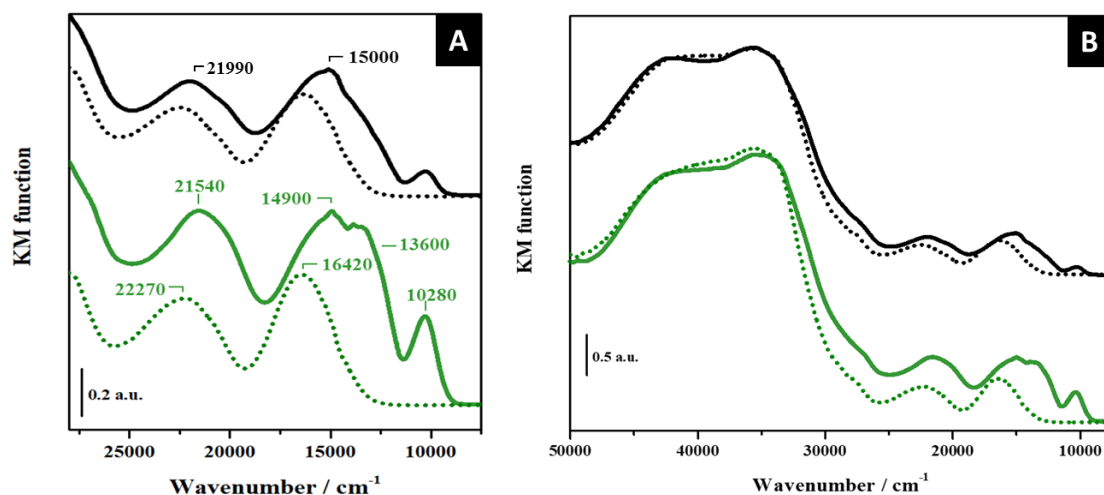 A
21990
15000
21540
14900
13600
16420
22270
10280
0.2 a.u.
KM function
25000 20000 15000 10000
Wavenumber / cm⁻¹
B
0.5 a.u.
KM function
50000 40000 30000 20000 10000
Wavenumber / cm⁻¹